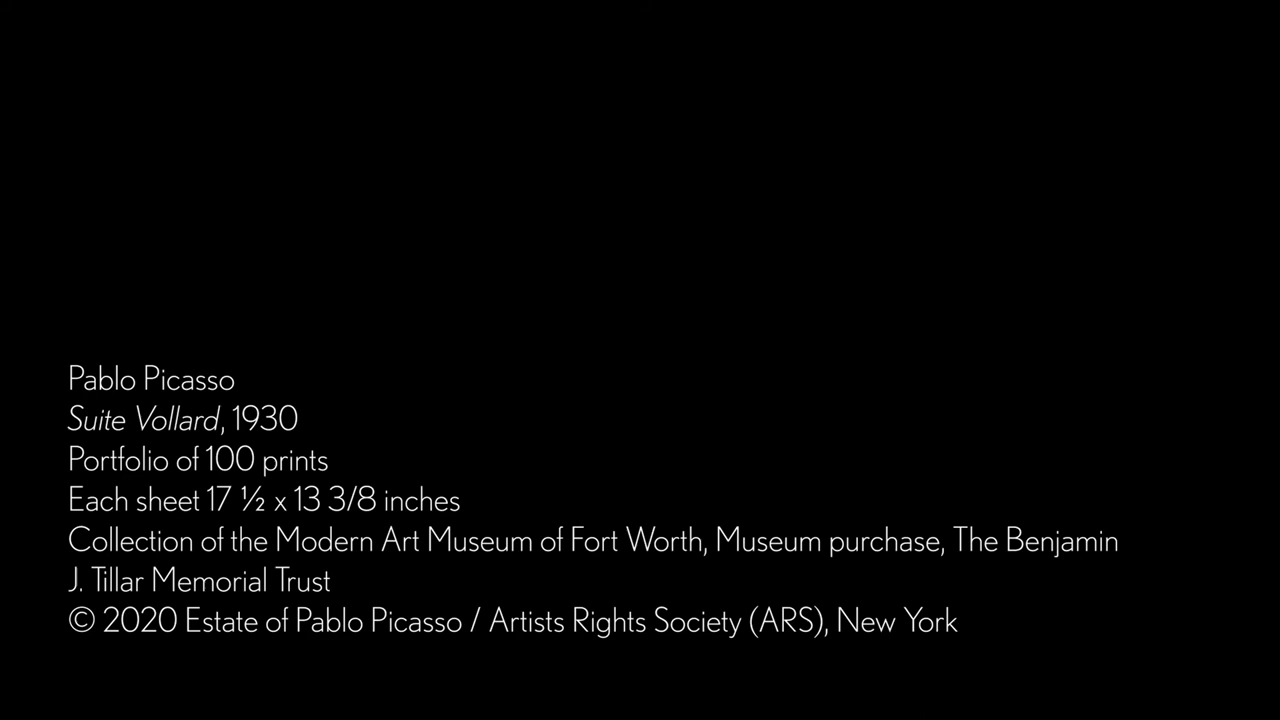 Pablo Picasso
Suite Vollard, 1930
Portfolio of 100 prints
Each sheet 17 ½ x 13 3/8 inches
Collection of the Modern Art Museum of Fort Worth, Museum purchase, The Benjamin
J. Tillar Memorial Trust
© 2020 Estate of Pablo Picasso / Artists Rights Society (ARS), New York